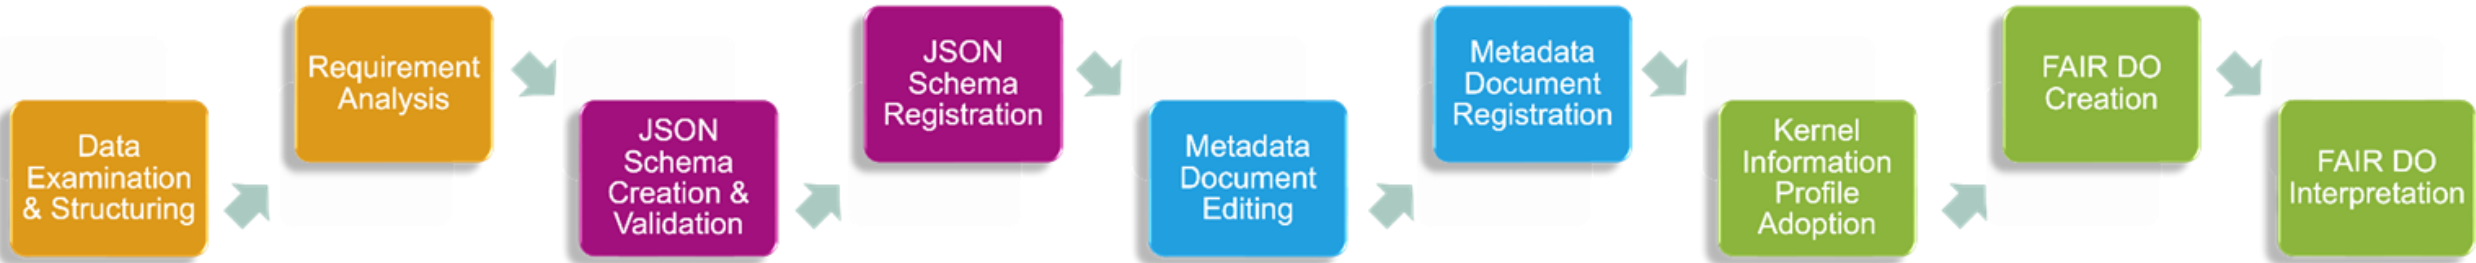 Data
Examination
& Structuring
Requirement
Analysis
JSON
Schema
Creation &
Validation
JSON
Schema
Registration
Metadata
Document
Editing
Metadata
Document
Registration
Kernel
Information
Profile
Adoption
FAIR DO
Creation
FAIR DO
Interpretation